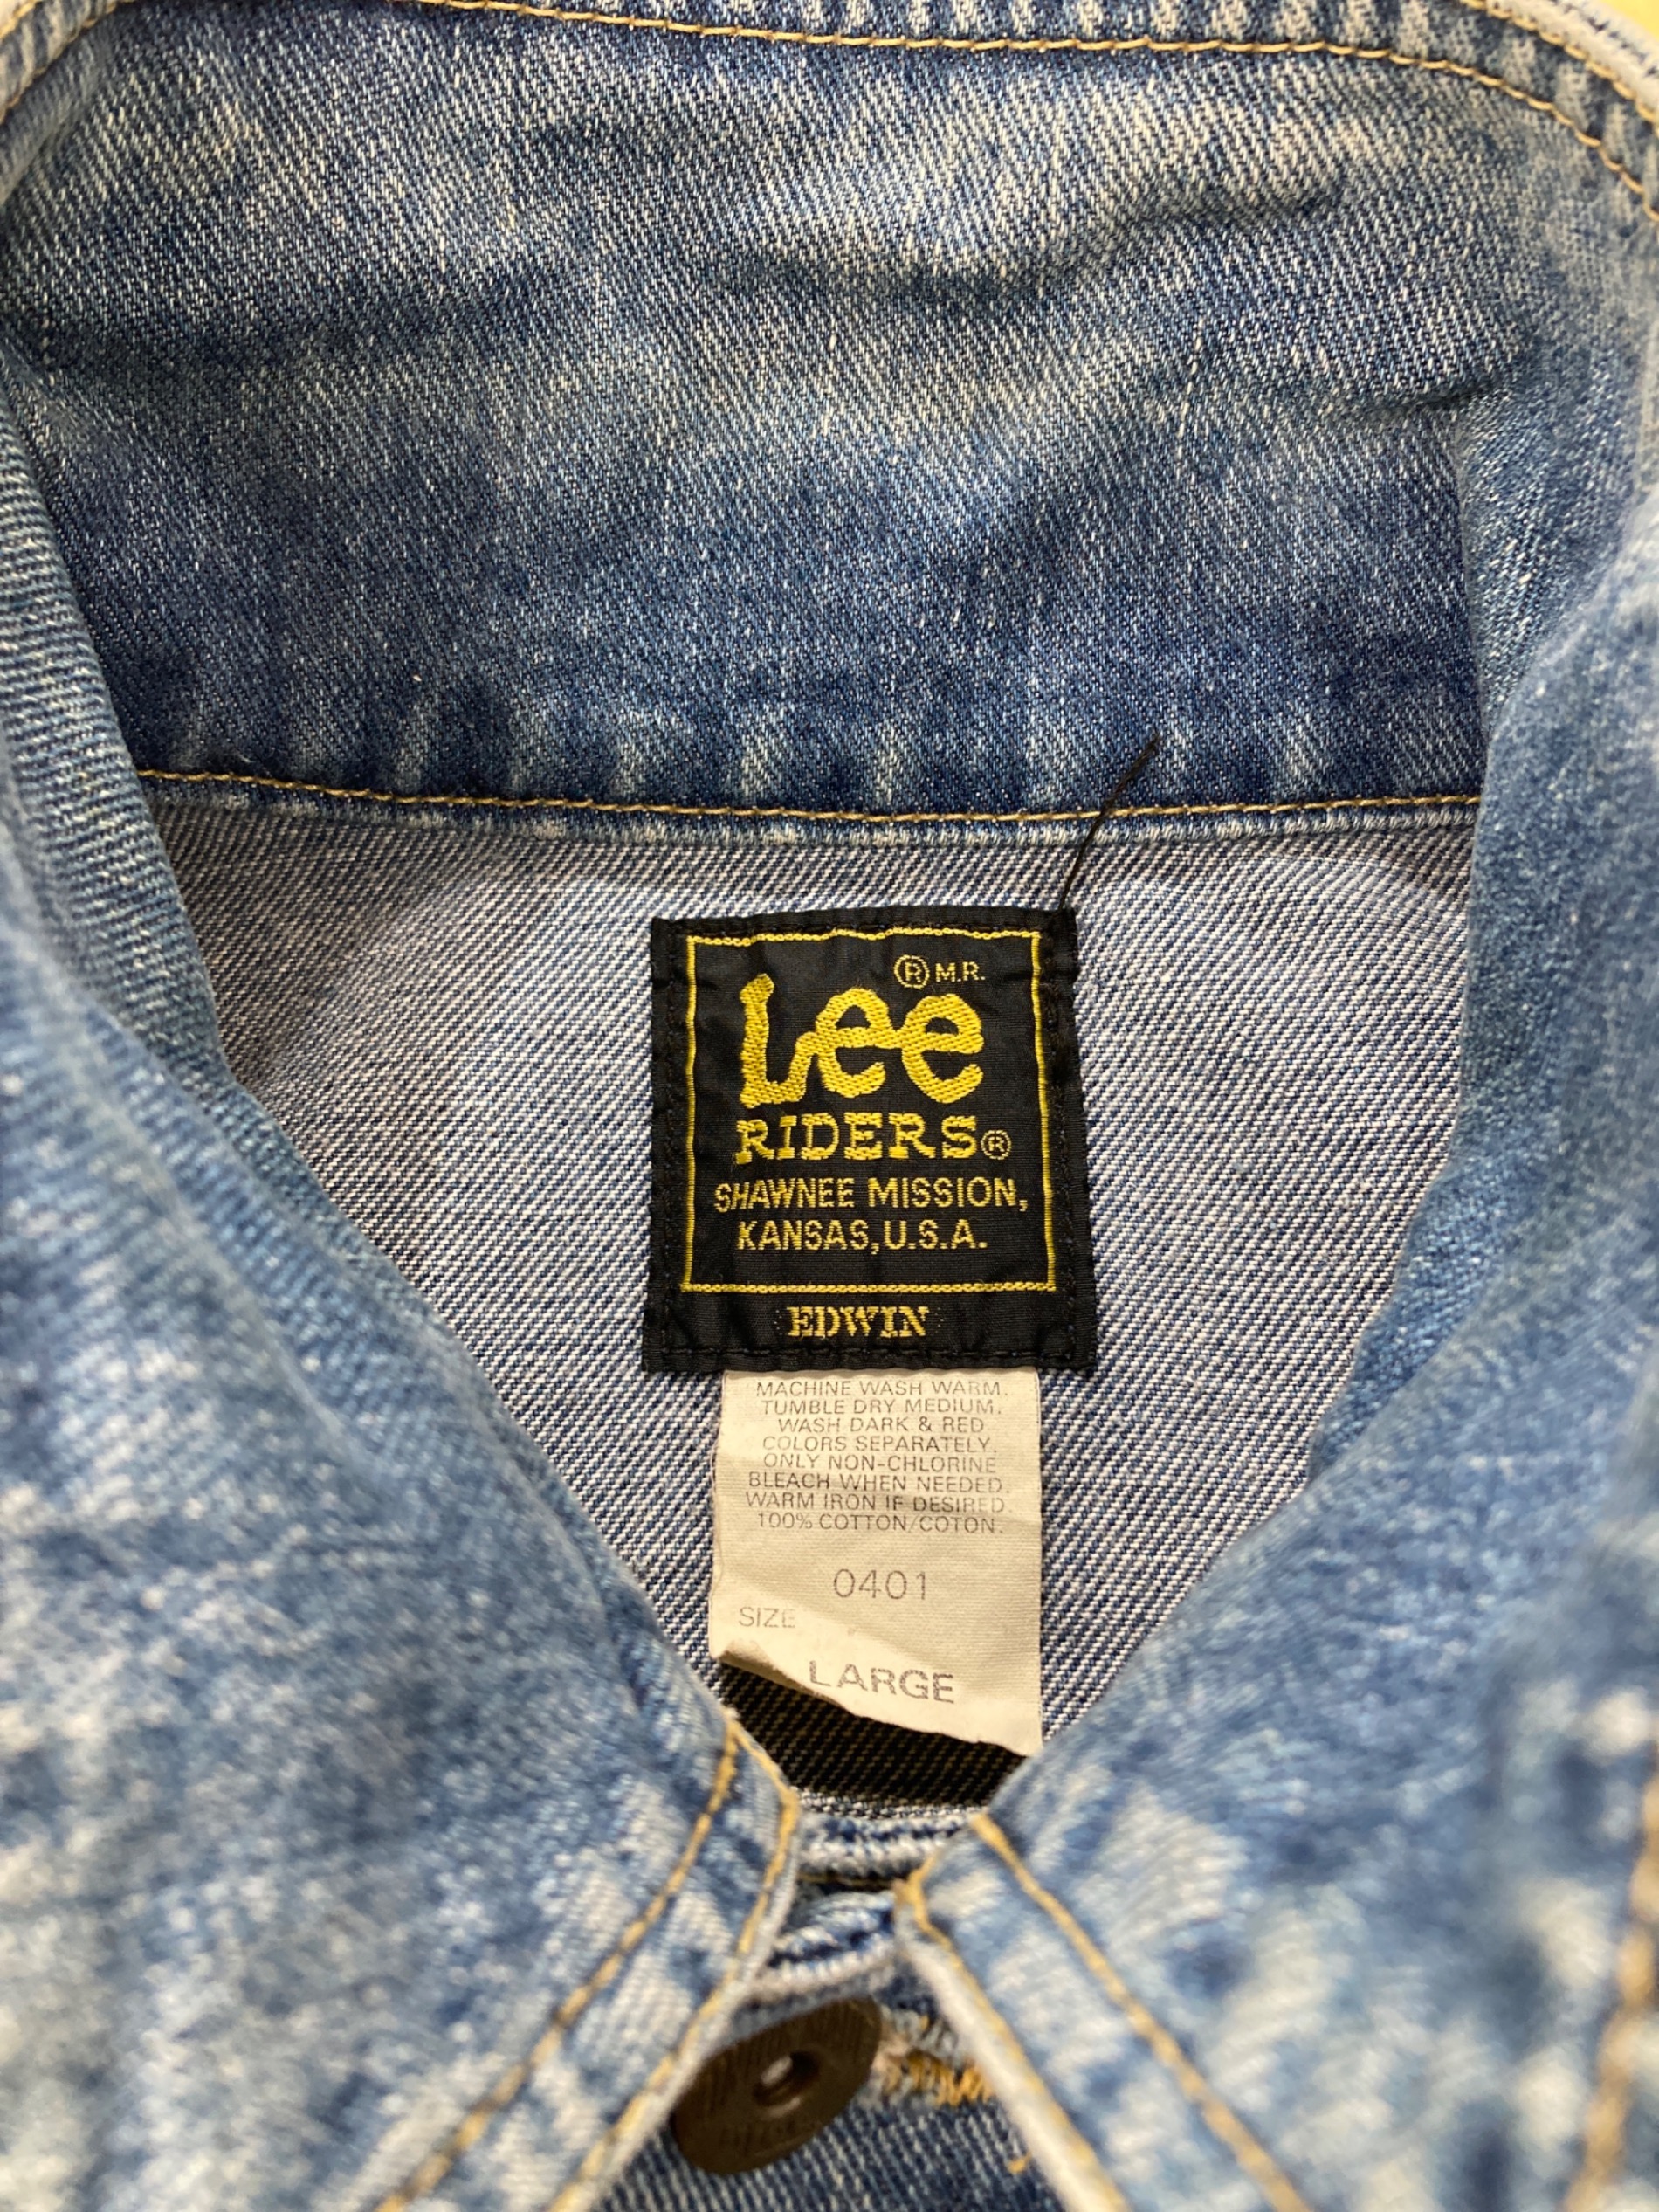 ® M.R.
Lee
RIDERS®
SHAWNEE MISSION,
KANSAS, U.S.A.
EDWIN
MACHINE WASH WARM.
TUMBLE DRY MEDIUM.
WASH DARK & RED
COLORS SEPARATELY.
ONLY NON-CHLORINE
BLEACH WHEN NEEDED.
WARM IRON IF DESIRED.
100% COTTON/COTON.
0401
SIZE
LARGE